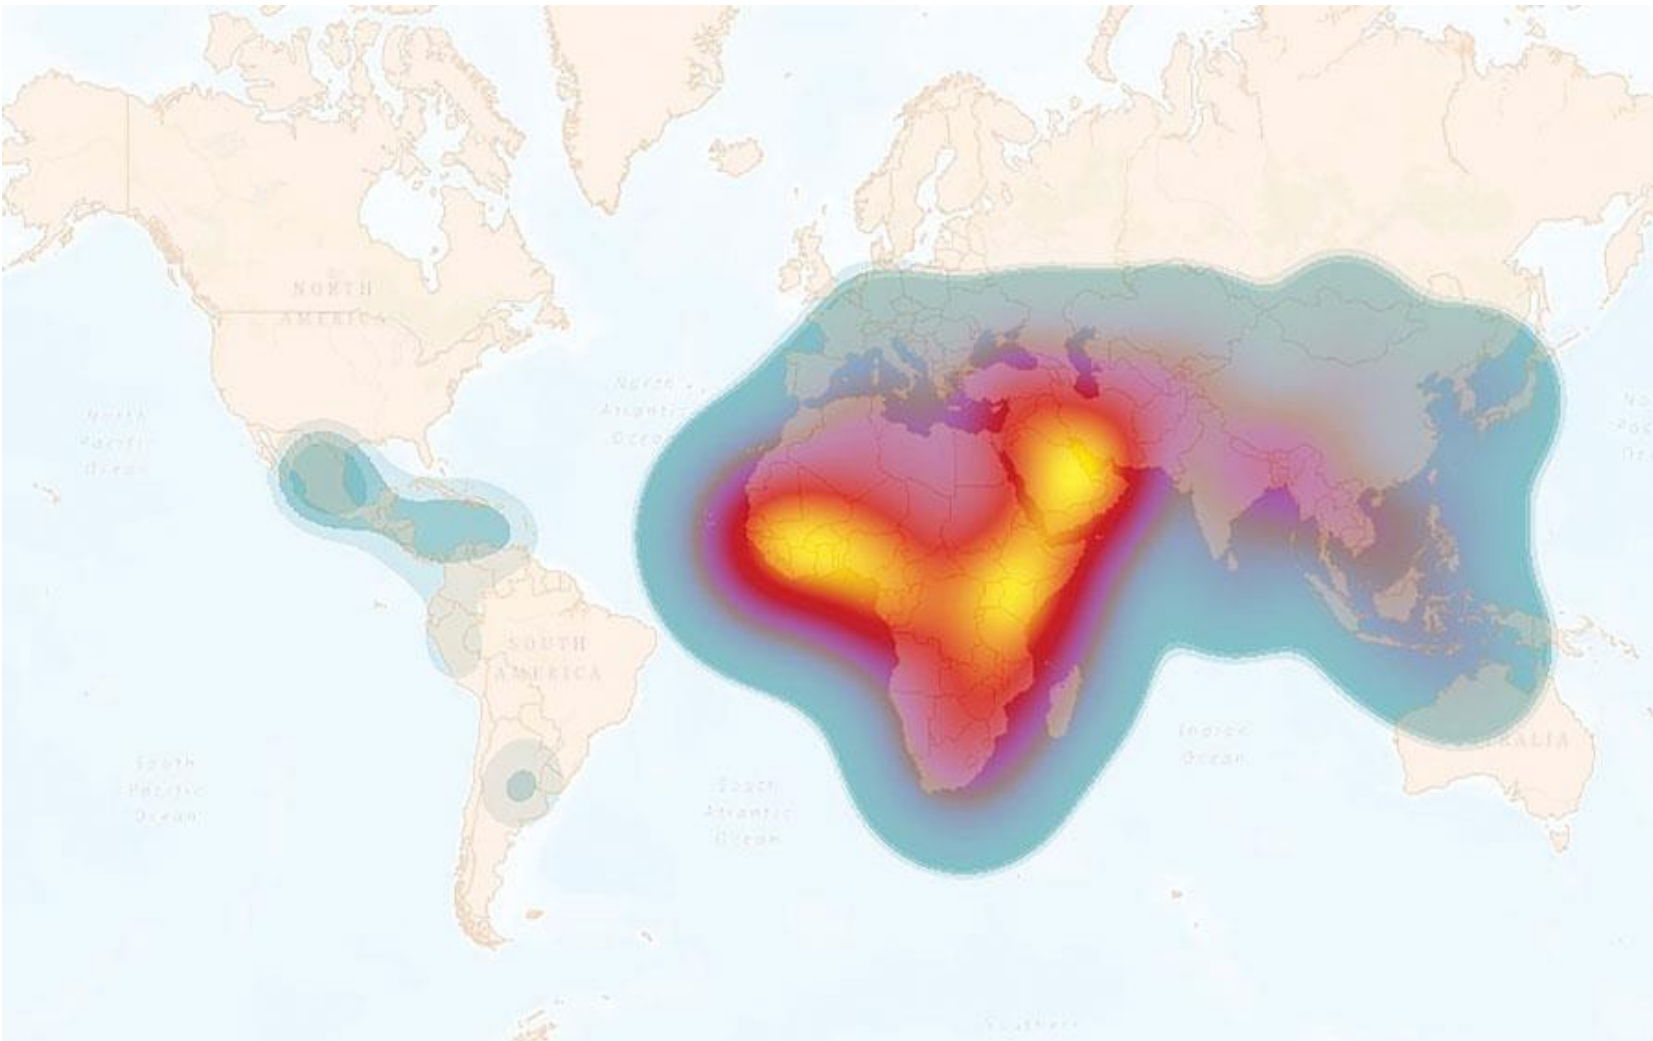 NORTH
AMERICA
North
Pacific
Ocean
North
Atlantic
Ocean
SOUTH
AMERICA
South
Pacific
Ocean
South
Atlantic
Ocean
Indian
Ocean
RALIA
Southern